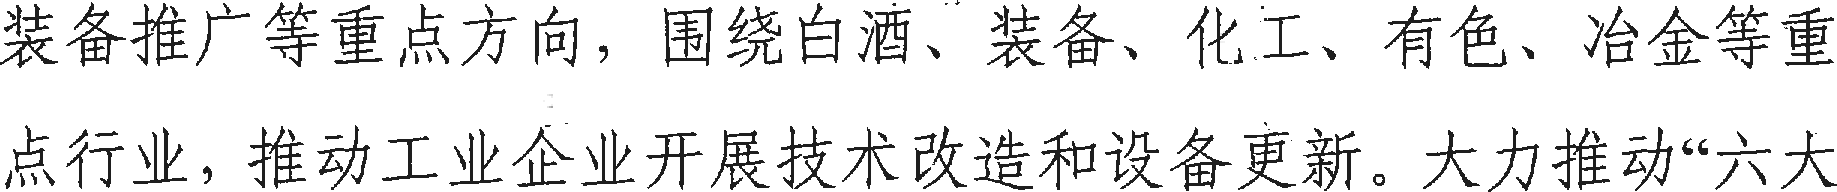 装备推广等重点方向，围绕白酒、装备、化工、有色、冶金等重
点行业，推动工业企业开展技术改造和设备更新。大力推动“六大